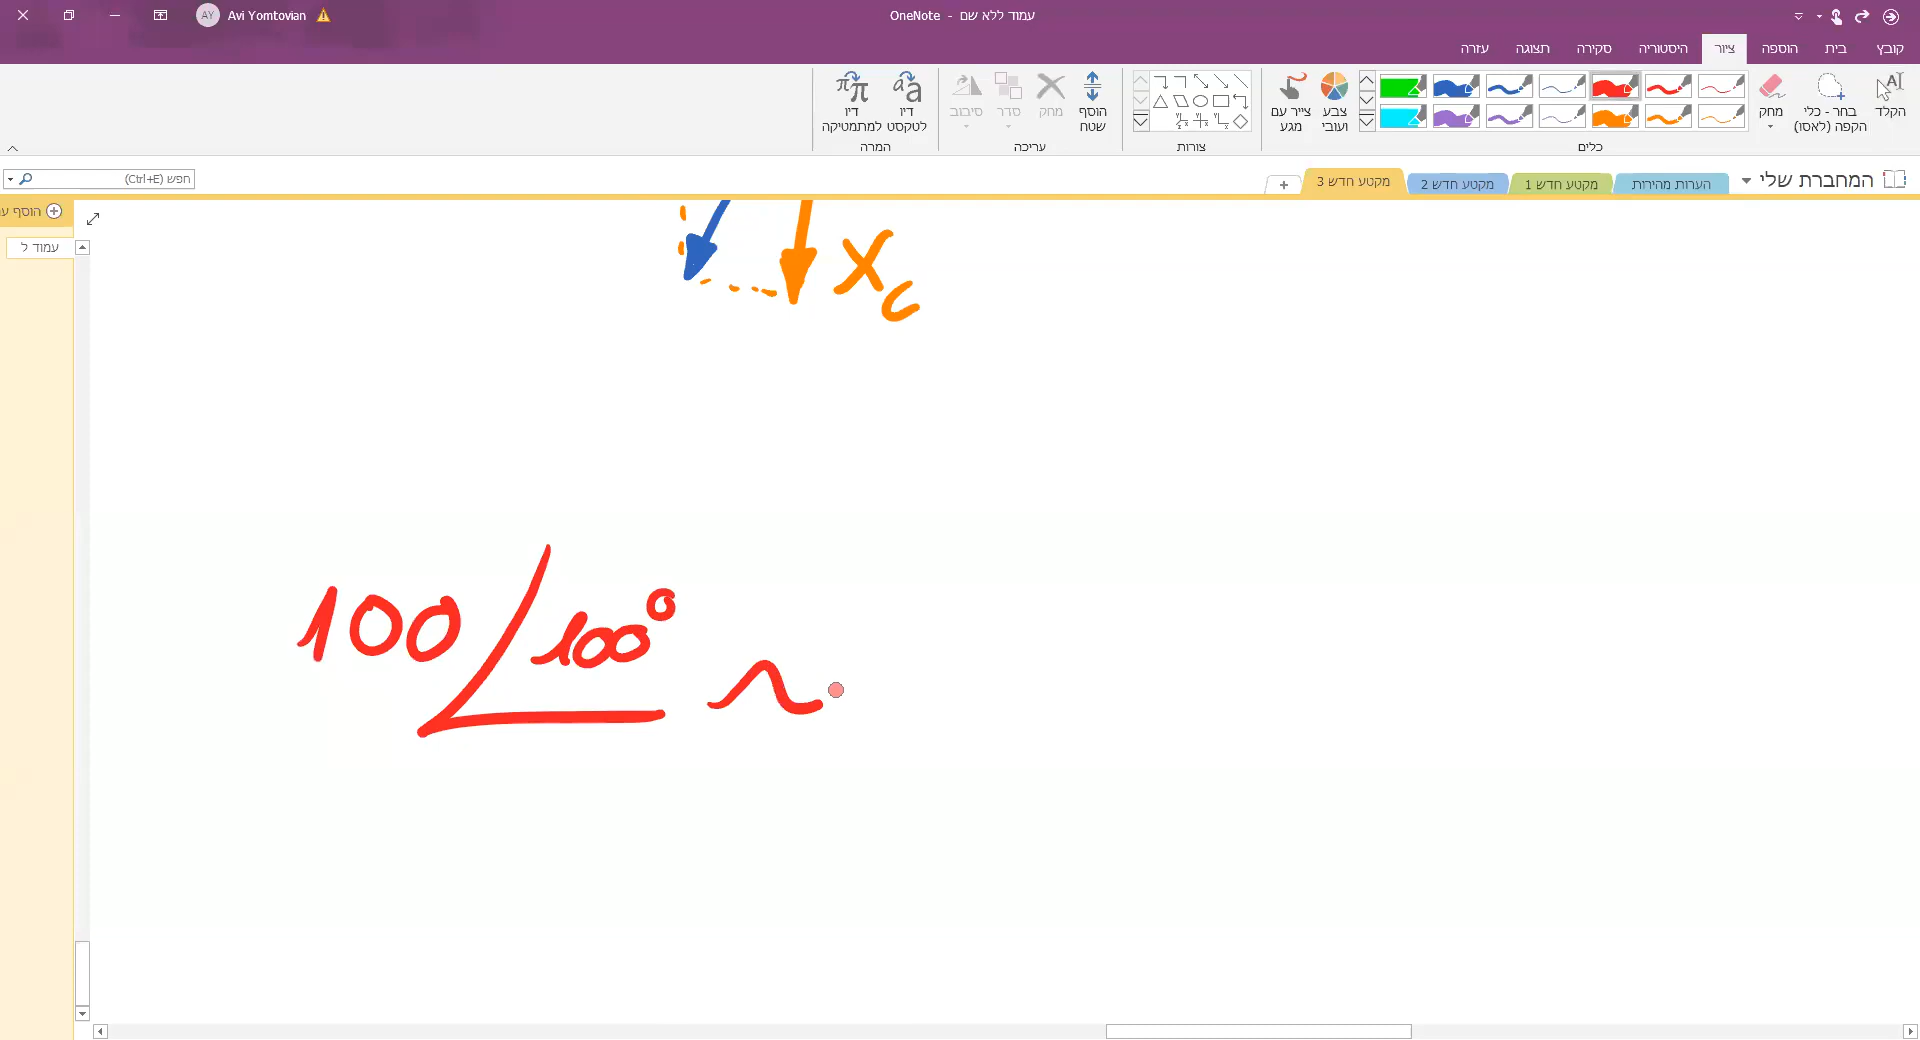 Avi Yomtovian
AY
עמוד ללא שם - OneNote
קובץ
בית
הוספה
ציור
היסטוריה
סקירה
תצוגה
עזרה
הקלד
בחר - כלי הקפה (לאסו)
מחק
כלים
צבע ועובי
צייר עם מגע
צורות
הוסף שטח
מחק
סדר
סיבוב
עריכה
דיו לטקסט
דיו למתמטיקה
המרה
המחברת שלי
הערות מהירות
מקטע חדש 1
מקטע חדש 2
מקטע חדש 3
חפש (Ctrl+E)
הוסף
עמוד ל
Xc
100∠100° ~